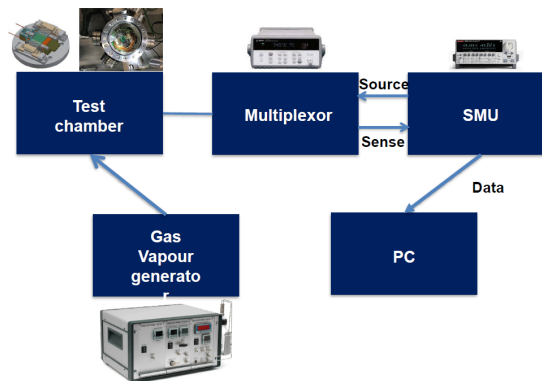 Test
chamber
Multiplexor
Source
Sense
SMU
Data
Gas
Vapour
generato
r
PC